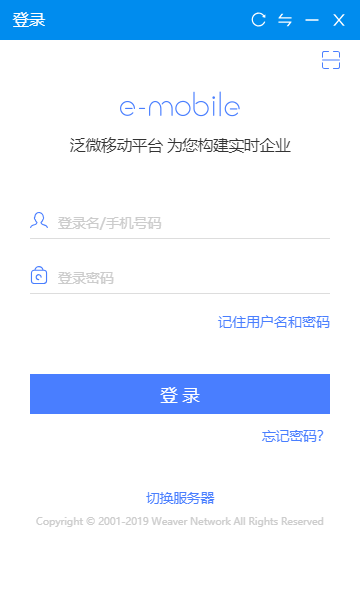 登录
e-mobile
泛微移动平台 为您构建实时企业
登录名/手机号码
登录密码
记住用户名和密码
登录
忘记密码?
切换服务器
Copyright © 2001-2019 Weaver Network All Rights Reserved